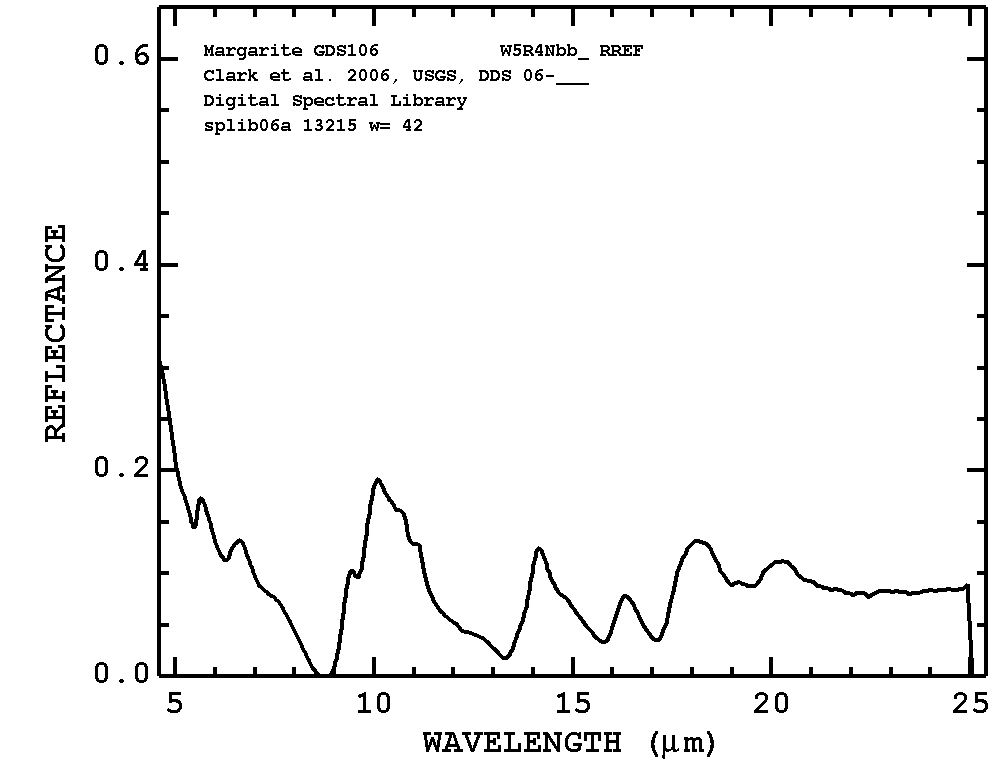 Margarite GDS106 W5R4Nbb_ RREF
Clark et al. 2006, USGS, DDS 06-___
Digital Spectral Library
splib06a 13215 w= 42
REFLECTANCE
0.6
0.4
0.2
0.0
5 10 15 20 25
WAVELENGTH (μm)